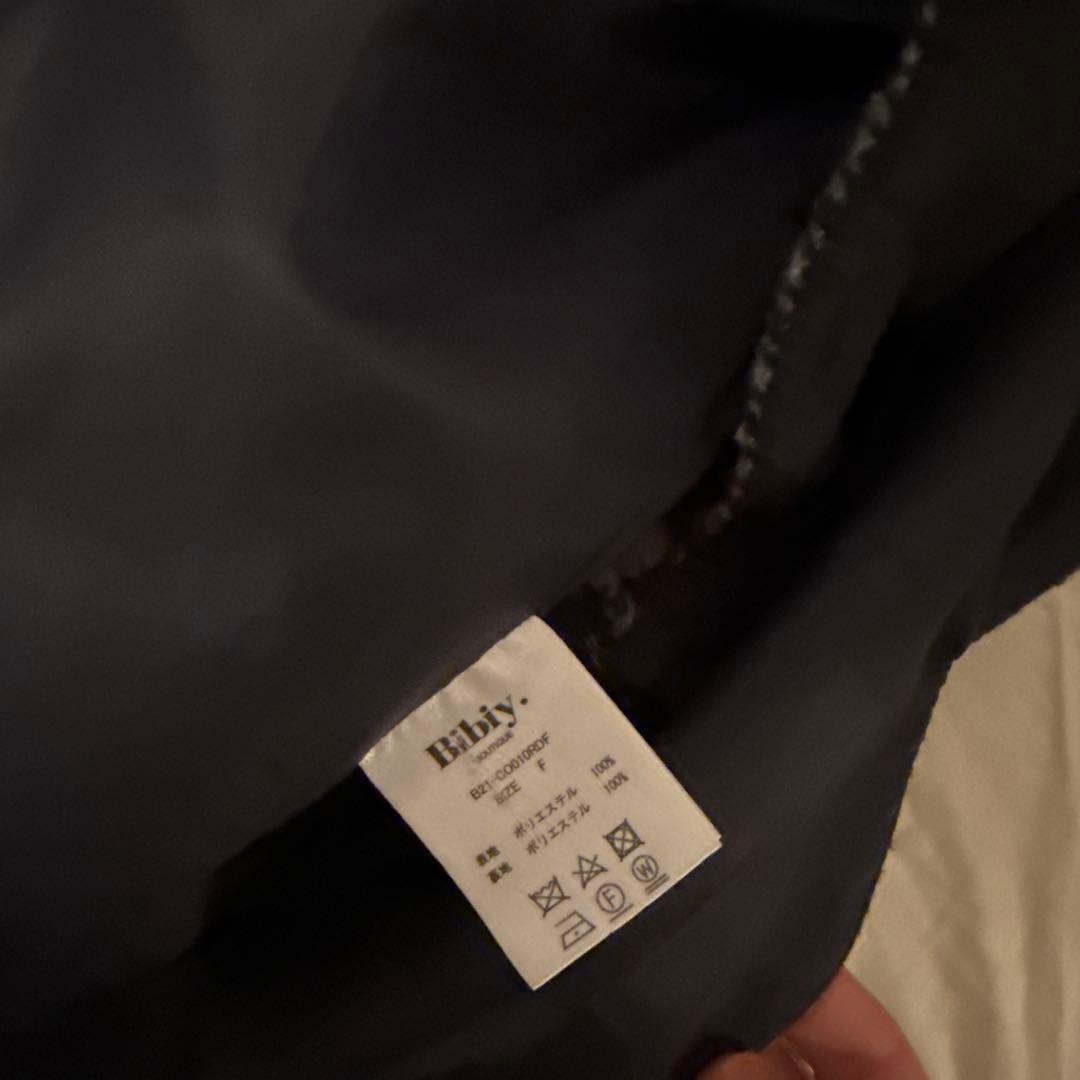 Bibiy.
BOUTIQUE
B21-CO010RDF
SIZE F
表地 ポリエステル 100%
裏地 ポリエステル 100%
F W